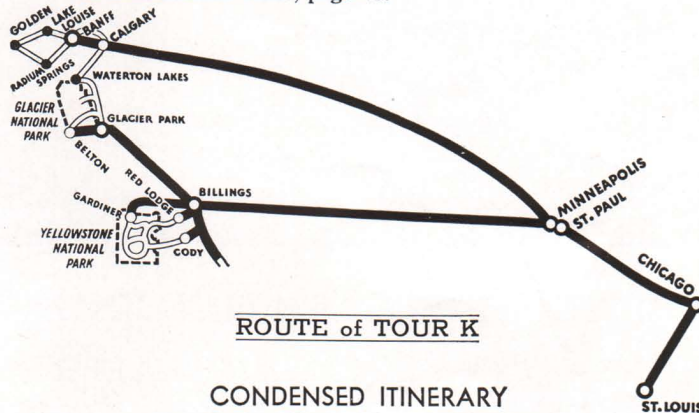 GOLDEN
LAKE
LOUISE
BANFF
CALGARY
RADIUM
SPRINGS
WATERTON LAKES
GLACIER
NATIONAL
PARK
GLACIER PARK
BELTON
RED LODGE
BILLINGS
GARDINER
YELLOWSTONE
NATIONAL
PARK
CODY
MINNEAPOLIS
ST. PAUL
CHICAGO
ST. LOUIS
ROUTE of TOUR K
CONDENSED ITINERARY